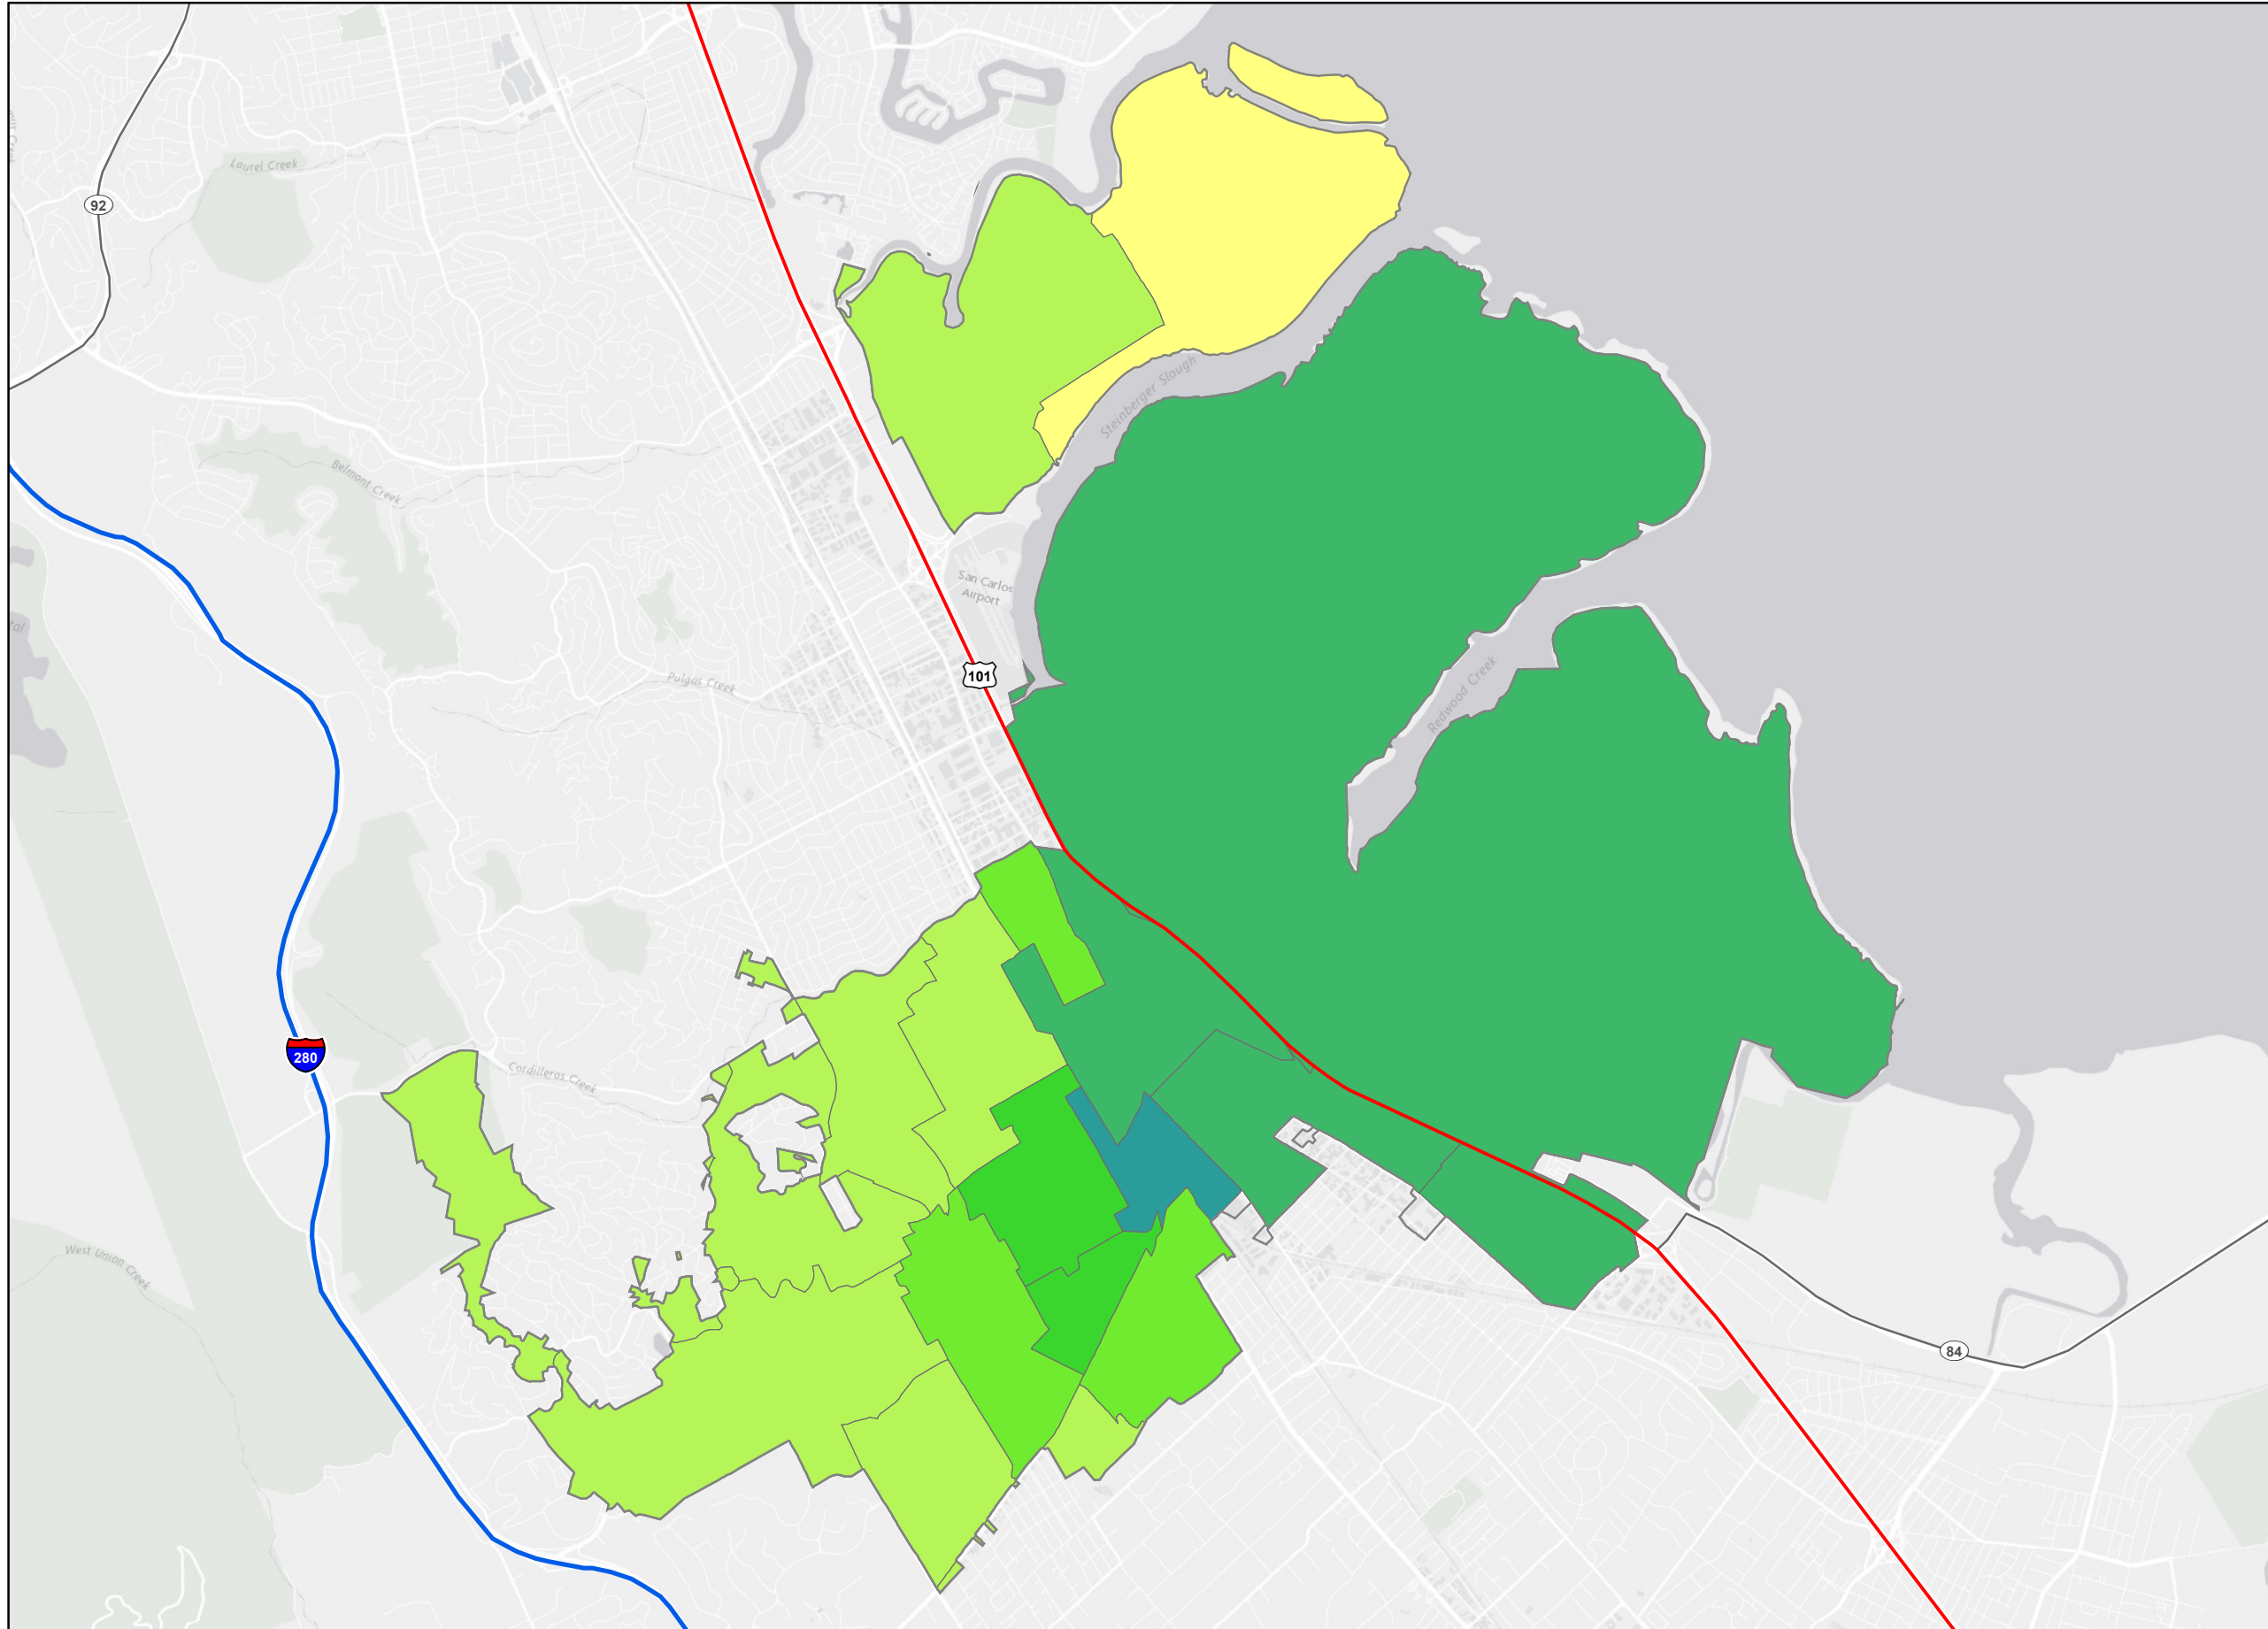 Laurel Creek
92
Belmont Creek
Steinberger Slough
San Carlos
Airport
101
Pulgas Creek
Redwood Creek
280
Cordilleras Creek
West Union Creek
84